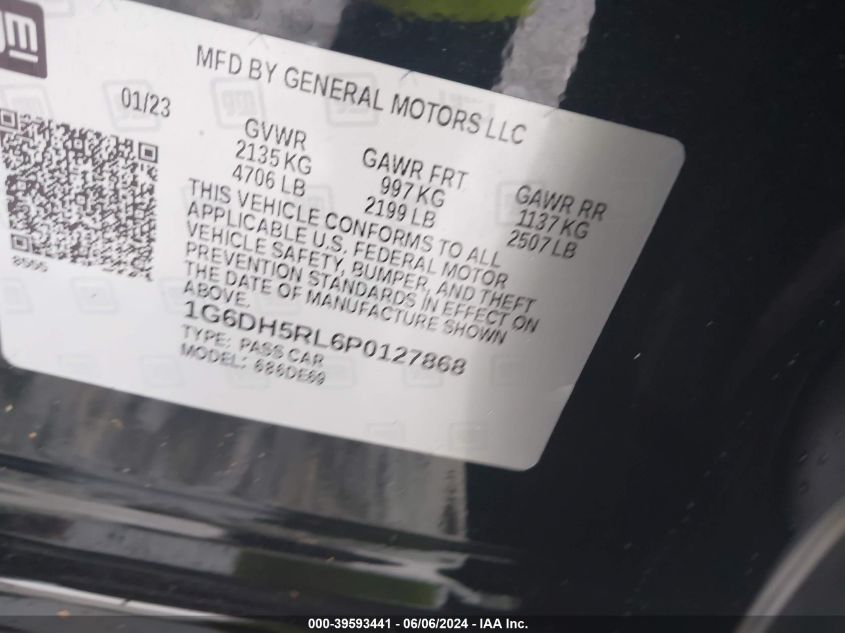 gm
MFD BY GENERAL MOTORS LLC
01/23
GVWR
2135 KG
4706 LB
GAWR FRT
997 KG
2199 LB
GAWR RR
1137 KG
2507 LB
THIS VEHICLE CONFORMS TO ALL
APPLICABLE U.S. FEDERAL MOTOR
VEHICLE SAFETY, BUMPER, AND THEFT
PREVENTION STANDARDS IN EFFECT ON
THE DATE OF MANUFACTURE SHOWN
ABOVE.
1G6DH5RL6P0127868
TYPE: PASS CAR
MODEL: 6B6DE69
000-39593441 - 06/06/2024 - IAA Inc.